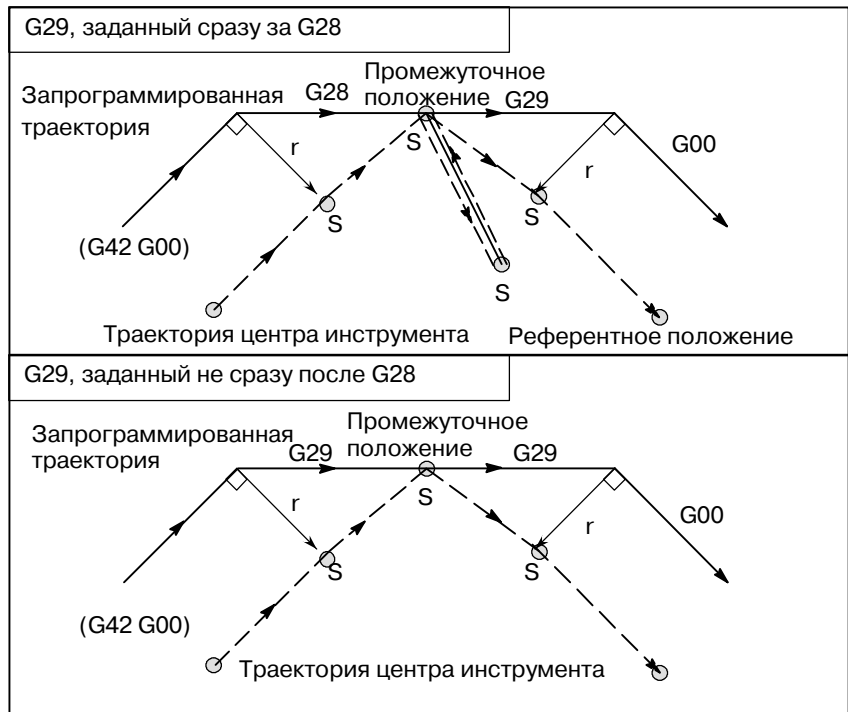 G29, заданный сразу за G28
Промежуточное
положение
Запрограммированная
траектория
G28
G29
S
r
r
G00
S
S
(G42 G00)
S
Траектория центра инструмента
Референтное положение
G29, заданный не сразу после G28
Промежуточное
положение
Запрограммированная
траектория
G29
G29
S
r
r
G00
S
S
(G42 G00)
Траектория центра инструмента